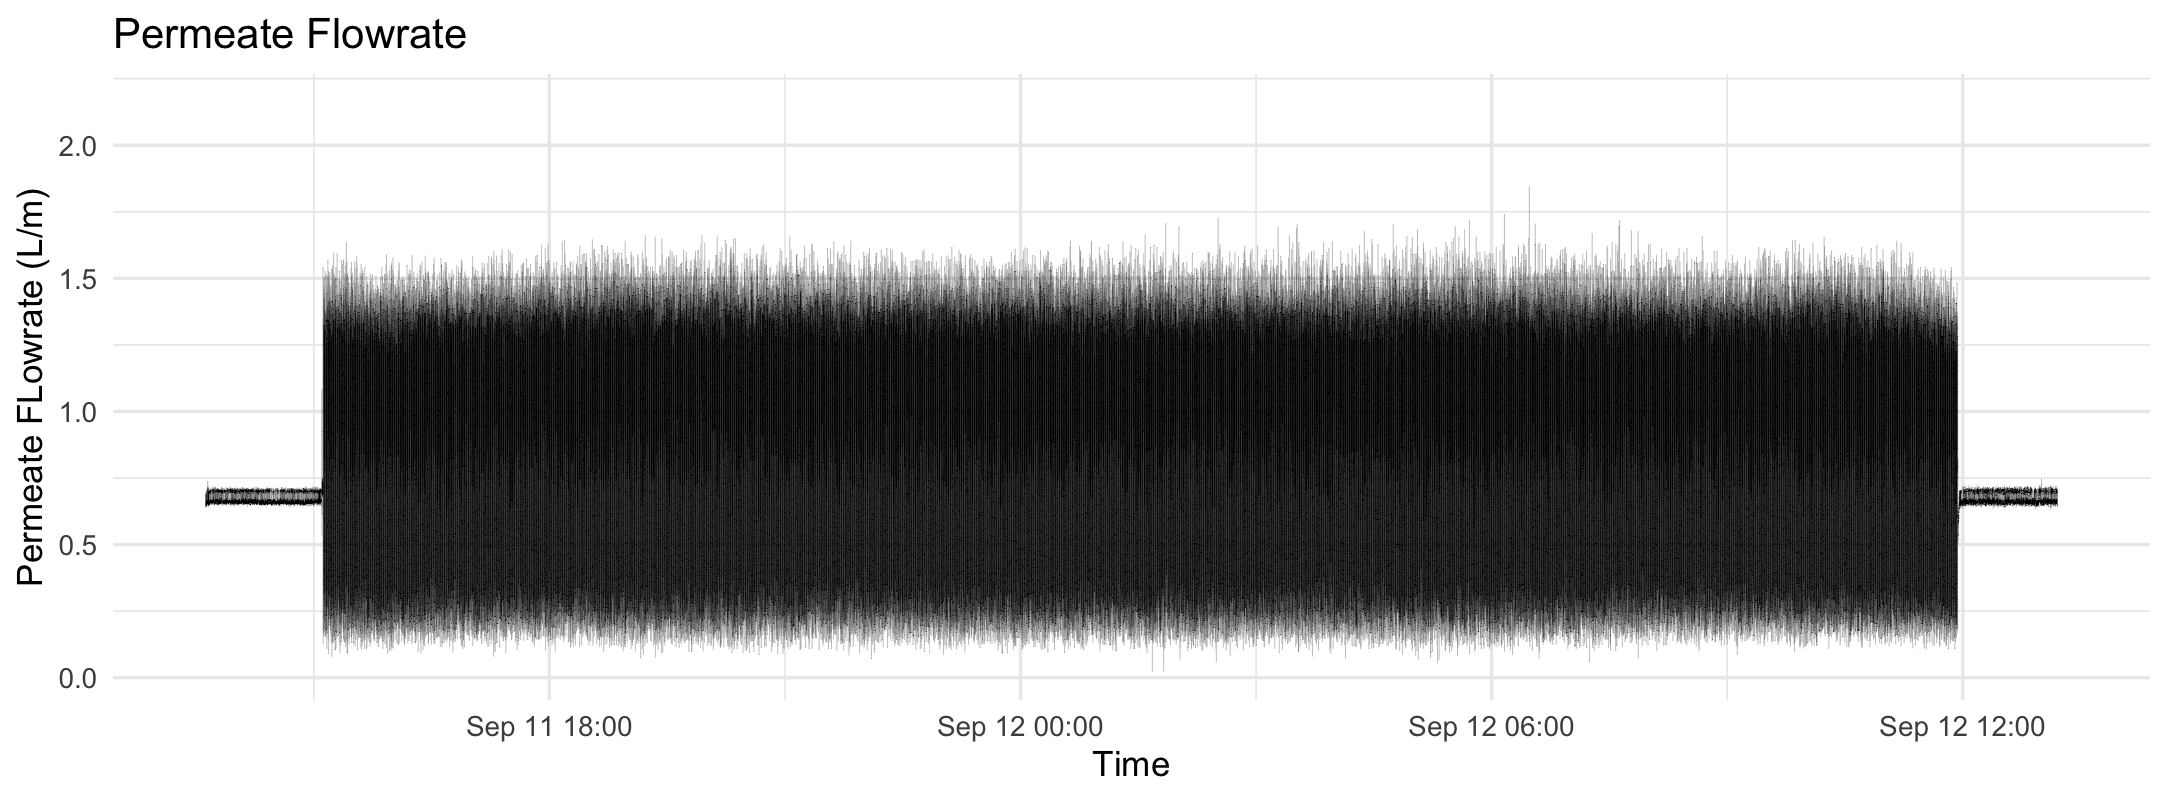 Permeate Flowrate
Permeate FLowrate (L/m)
2.0
1.5
1.0
0.5
0.0
Sep 11 18:00
Sep 12 00:00
Sep 12 06:00
Sep 12 12:00
Time